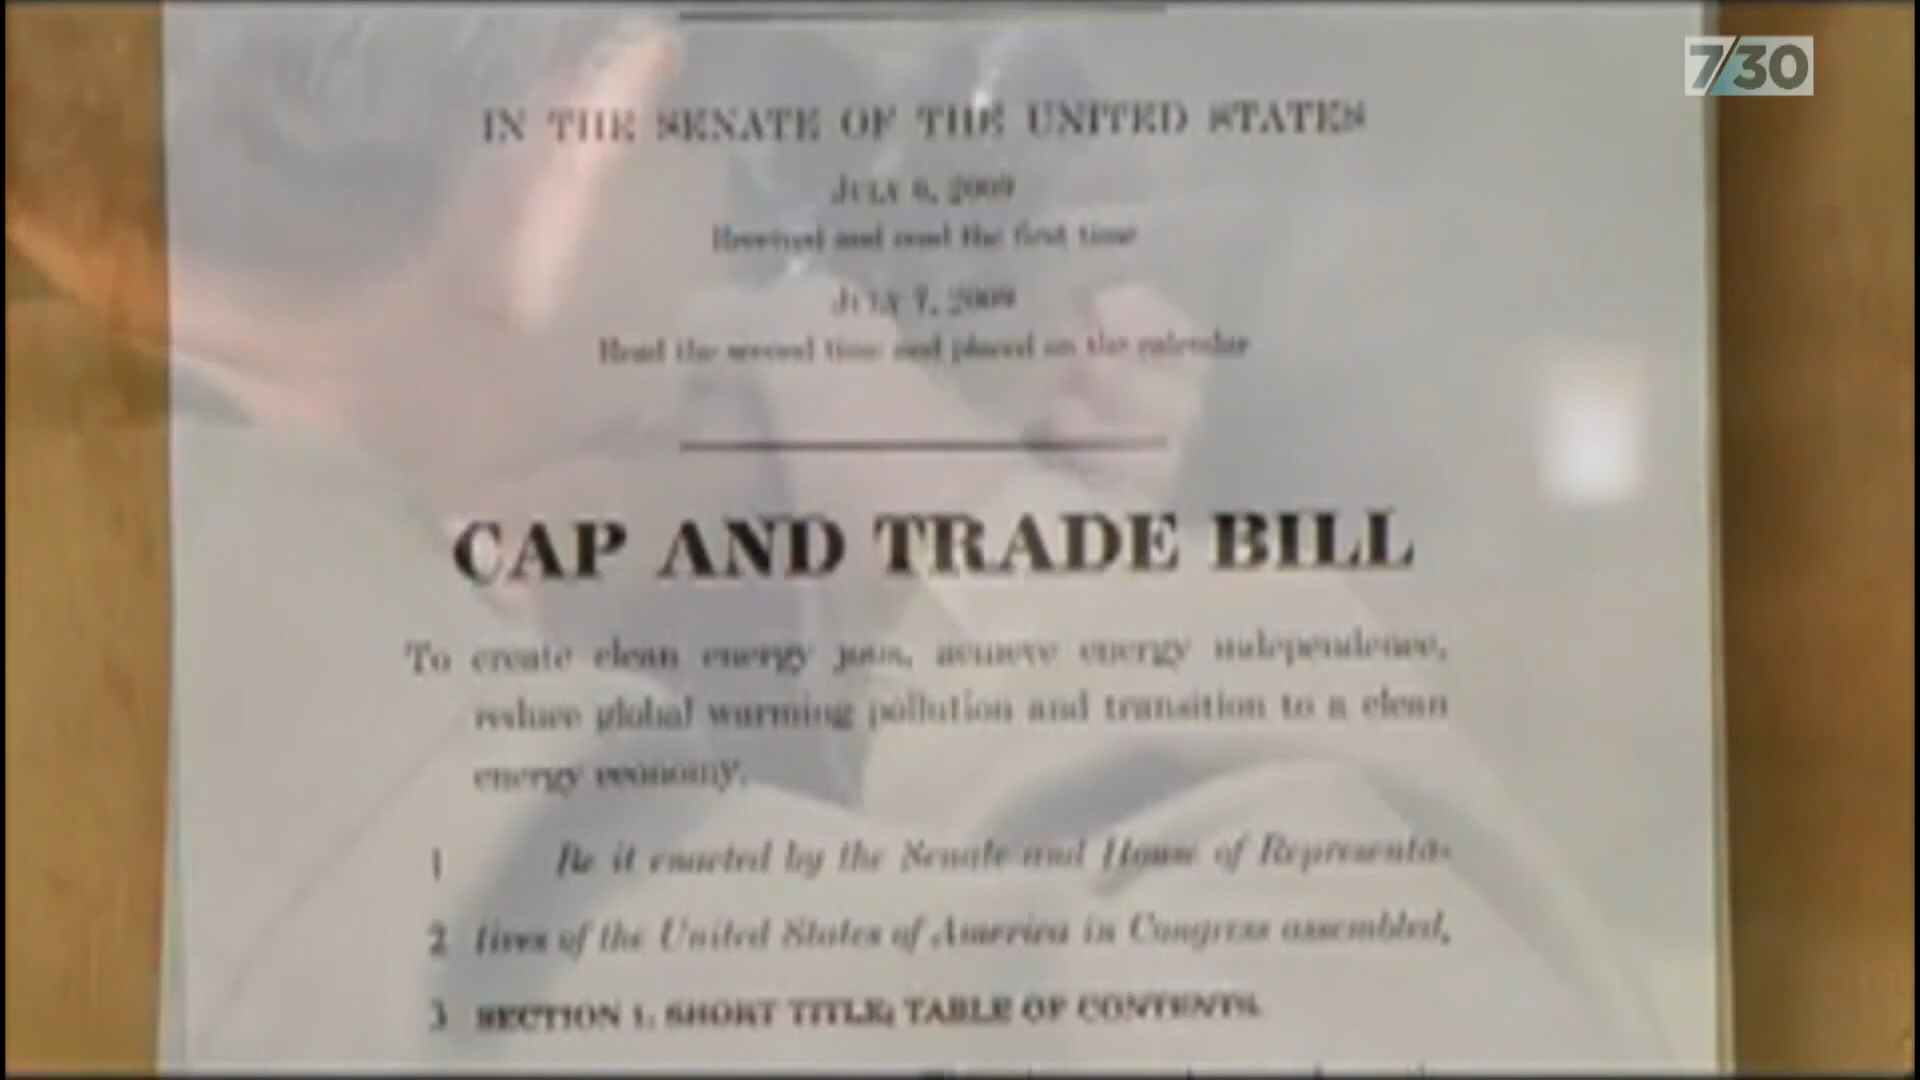 7/30
IN THE SENATE OF THE UNITED STATES
JULY 6, 2009
Received and read the first time
JULY 7, 2009
Read the second time and placed on the calendar
CAP AND TRADE BILL
To create clean energy jobs, achieve energy independence,
reduce global warming pollution and transition to a clean
energy economy.
1 Be it enacted by the Senate and House of Representa-
2 tives of the United States of America in Congress assembled,
3 SECTION 1. SHORT TITLE; TABLE OF CONTENTS.